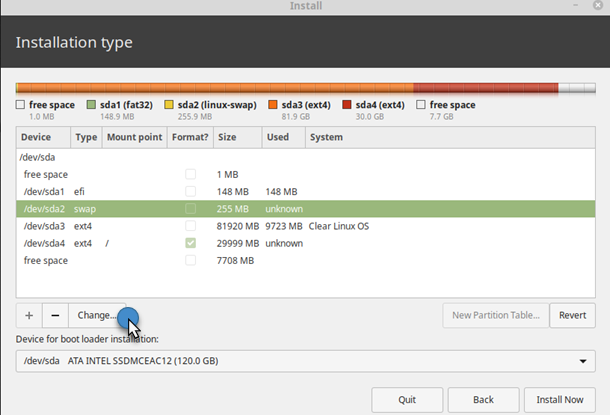 Install
Installation type
free space sda1 (fat32) sda2 (linux-swap) sda3 (ext4) sda4 (ext4) free space
1.0 MB 148.9 MB 255.9 MB 81.9 GB 30.0 GB 7.7 GB
Device Type Mount point Format? Size Used System
/dev/sda
free space 1 MB
/dev/sda1 efi 148 MB 148 MB
/dev/sda2 swap 255 MB unknown
/dev/sda3 ext4 81920 MB 9723 MB Clear Linux OS
/dev/sda4 ext4 / 29999 MB unknown
free space 7708 MB
+ − Change... New Partition Table... Revert
Device for boot loader installation:
/dev/sda ATA INTEL SSDMCEAC12 (120.0 GB)
Quit Back Install Now